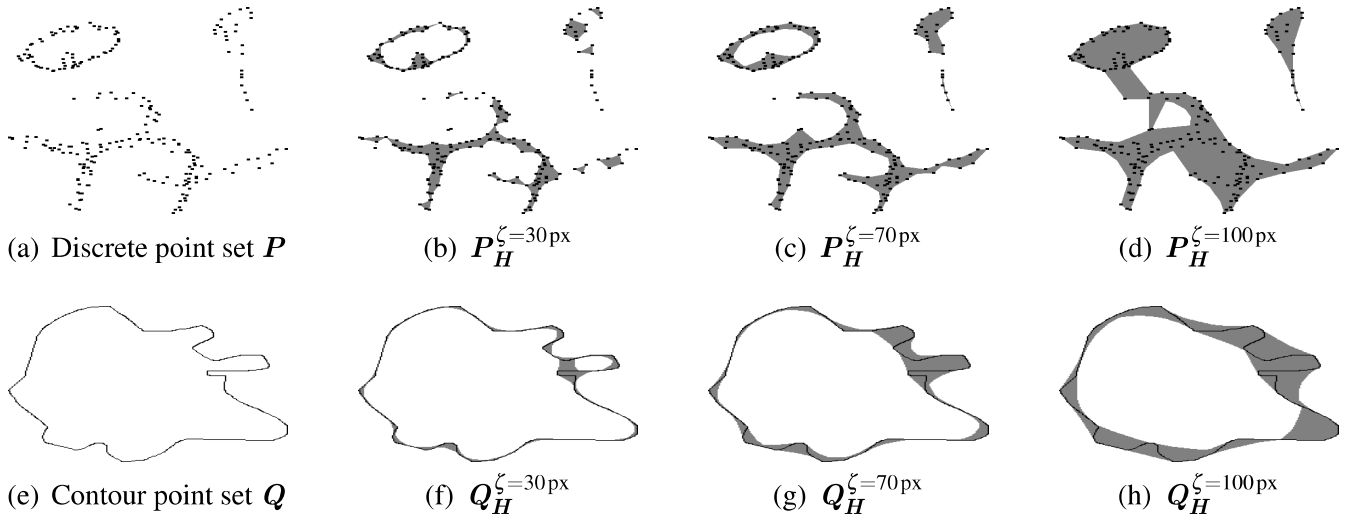 (a) Discrete point set P
(b) P_H^{ζ=30px}
(c) P_H^{ζ=70px}
(d) P_H^{ζ=100px}
(e) Contour point set Q
(f) Q_H^{ζ=30px}
(g) Q_H^{ζ=70px}
(h) Q_H^{ζ=100px}